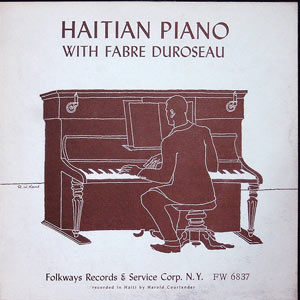 HAITIAN PIANO
WITH FABRE DUROSEAU
Folkways Records & Service Corp. N.Y. FW 6837
recorded in Haiti by Harold Courlander